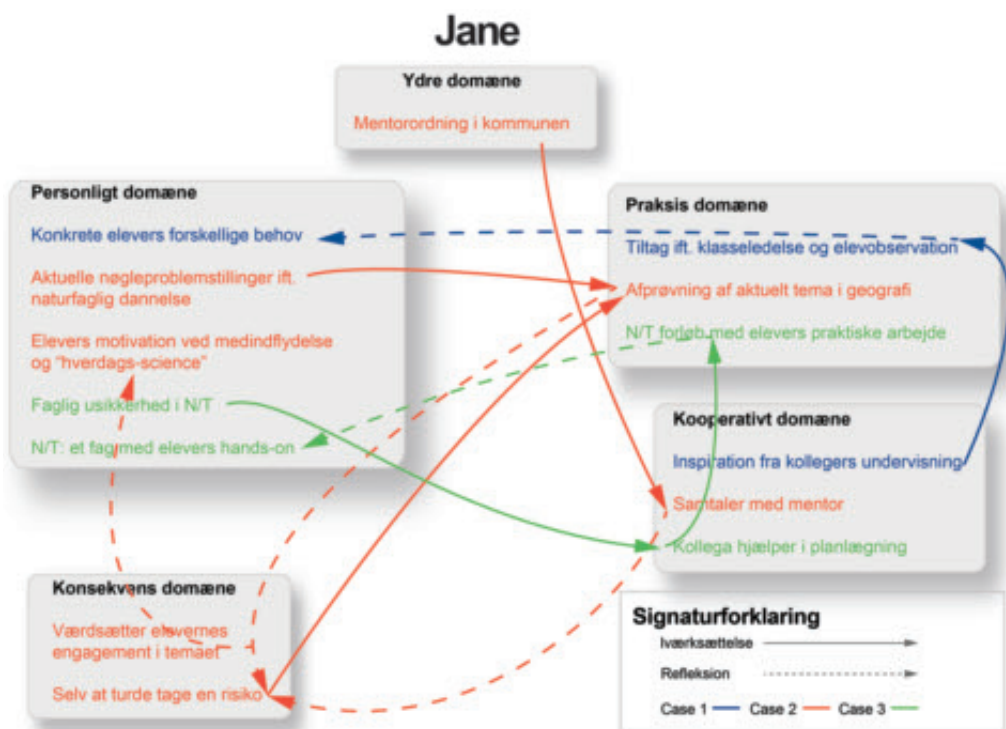 Jane
Ydre domæne
Mentorordning i kommunen
Personligt domæne
Konkrete elevers forskellige behov
Aktuelle nøgleproblemstillinger ift.
naturfaglig dannelse
Elevers motivation ved medindflydelse
og "hverdags-science"
Faglig usikkerhed i N/T
N/T: et fag med elevers hands-on
Praksis domæne
Tiltag ift. klasseledelse og elevobservation
Afprøvning af aktuelt tema i geografi
N/T forløb med elevers praktiske arbejde
Kooperativt domæne
Inspiration fra kollegers undervisning
Samtaler med mentor
Kollega hjælper i planlægning
Konsekvens domæne
Værdsætter elevernes
engagement i temaet
Selv at turde tage en risiko
Signaturforklaring
Iværksættelse
Refleksion
Case 1 Case 2 Case 3